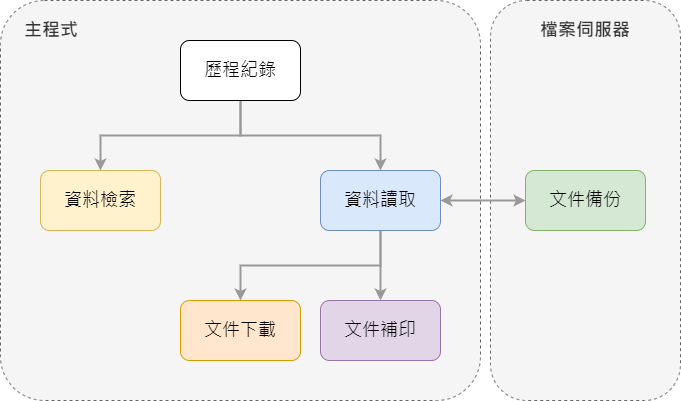 主程式
檔案伺服器
歷程紀錄
資料檢索
資料讀取
文件備份
文件下載
文件補印